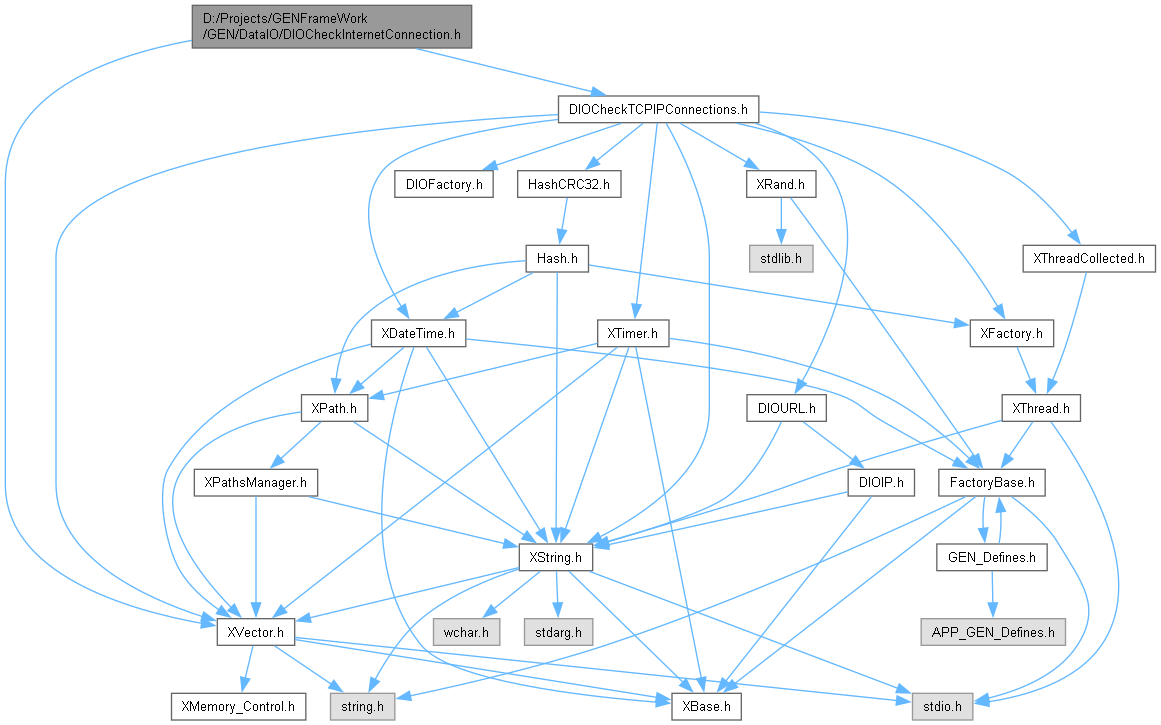 D:/Projects/GENFrameWork
/GEN/DataIO/DIOCheckInternetConnection.h
DIOCheckTCPIPConnections.h
DIOFactory.h
HashCRC32.h
XRand.h
Hash.h
stdlib.h
XThreadCollected.h
XDateTime.h
XTimer.h
XFactory.h
XPath.h
DIOURL.h
XThread.h
XPathsManager.h
DIOIP.h
FactoryBase.h
XString.h
GEN_Defines.h
XVector.h
wchar.h
stdarg.h
APP_GEN_Defines.h
XMemory_Control.h
string.h
XBase.h
stdio.h